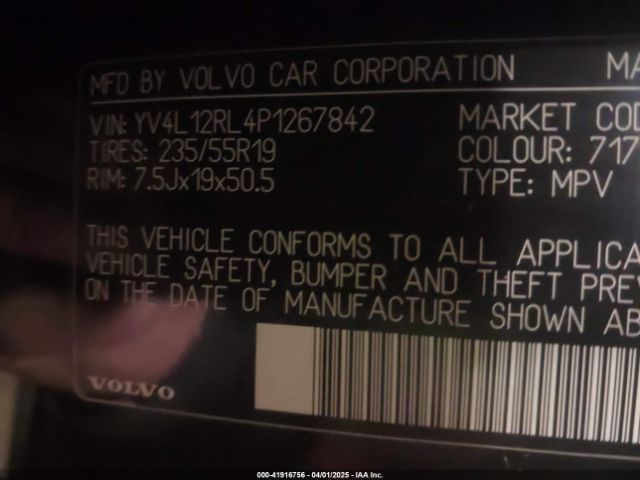 MFD BY VOLVO CAR CORPORATION MA
VIN: YV4L12RL4P1267842 MARKET COD
TIRES: 235/55R19 COLOUR: 717
RIM: 7.5Jx19x50.5 TYPE: MPV
THIS VEHICLE CONFORMS TO ALL APPLICA
VEHICLE SAFETY, BUMPER AND THEFT PREV
ON THE DATE OF MANUFACTURE SHOWN AB
VOLVO
000-41916756 - 04/01/2025 - IAA Inc.